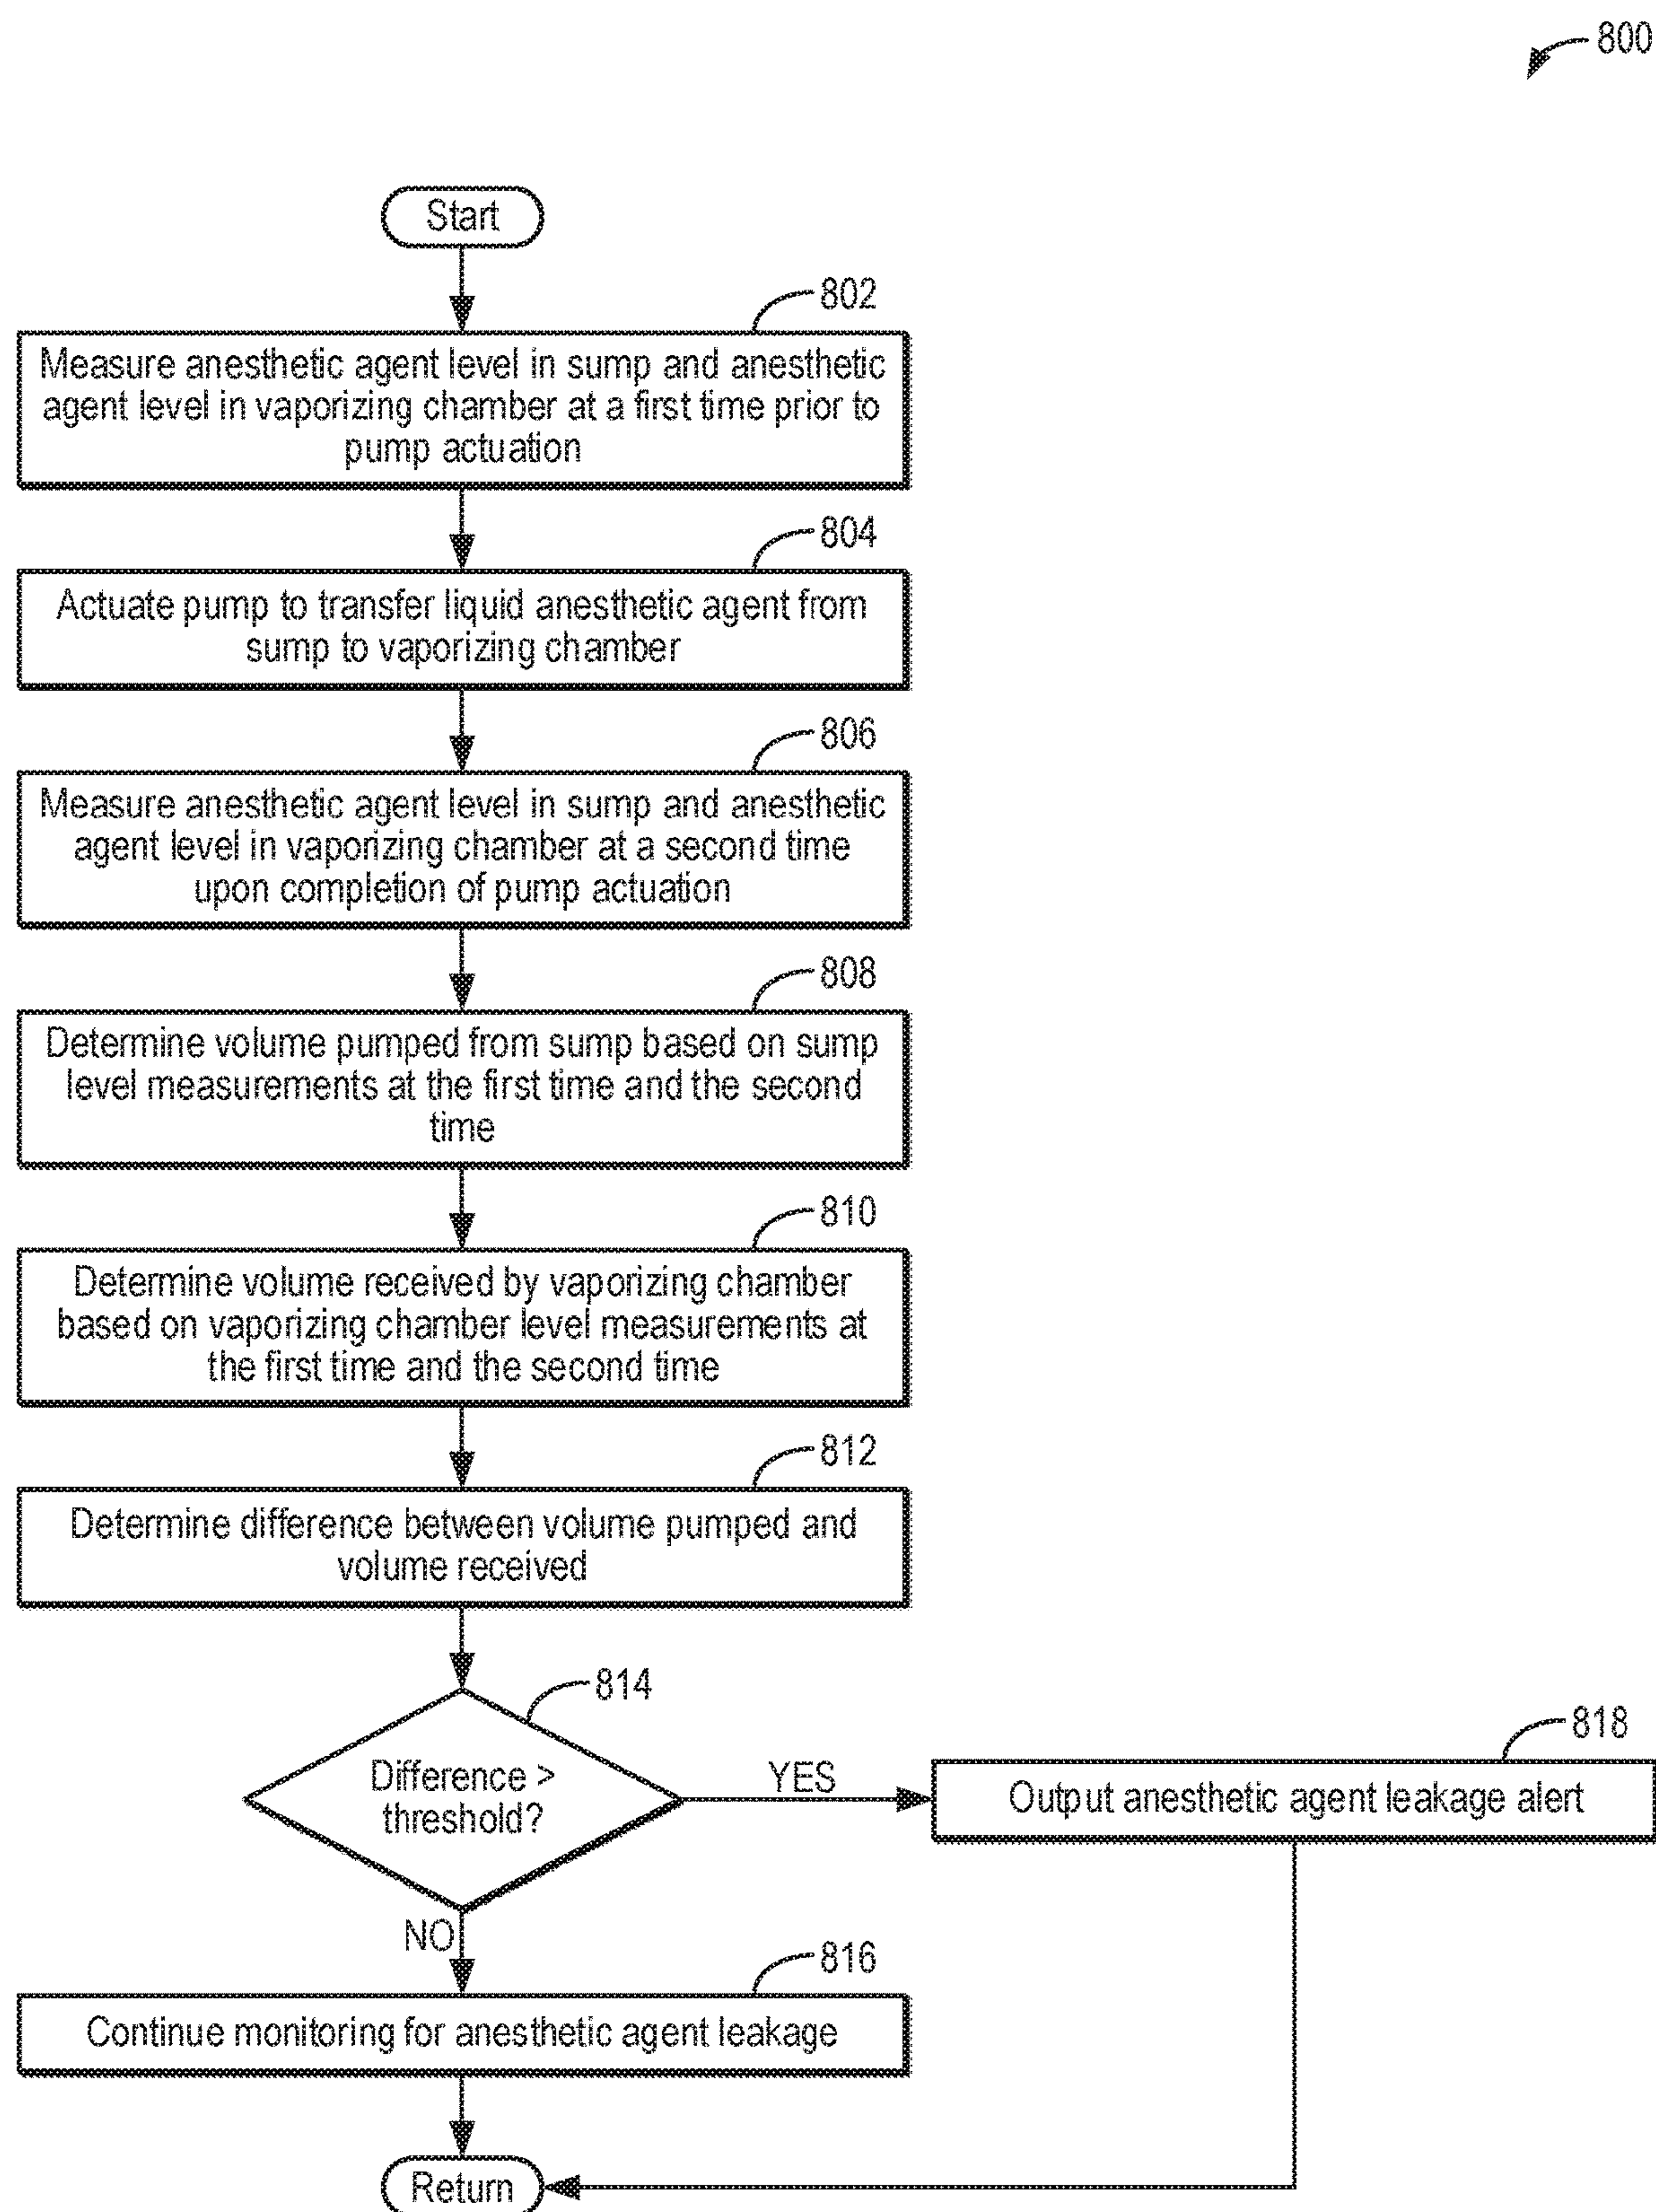 800
Start
802
Measure anesthetic agent level in sump and anesthetic
agent level in vaporizing chamber at a first time prior to
pump actuation
804
Actuate pump to transfer liquid anesthetic agent from
sump to vaporizing chamber
806
Measure anesthetic agent level in sump and anesthetic
agent level in vaporizing chamber at a second time
upon completion of pump actuation
808
Determine volume pumped from sump based on sump
level measurements at the first time and the second
time
810
Determine volume received by vaporizing chamber
based on vaporizing chamber level measurements at
the first time and the second time
812
Determine difference between volume pumped and
volume received
814
Difference >
threshold?
YES
818
Output anesthetic agent leakage alert
NO
816
Continue monitoring for anesthetic agent leakage
Return